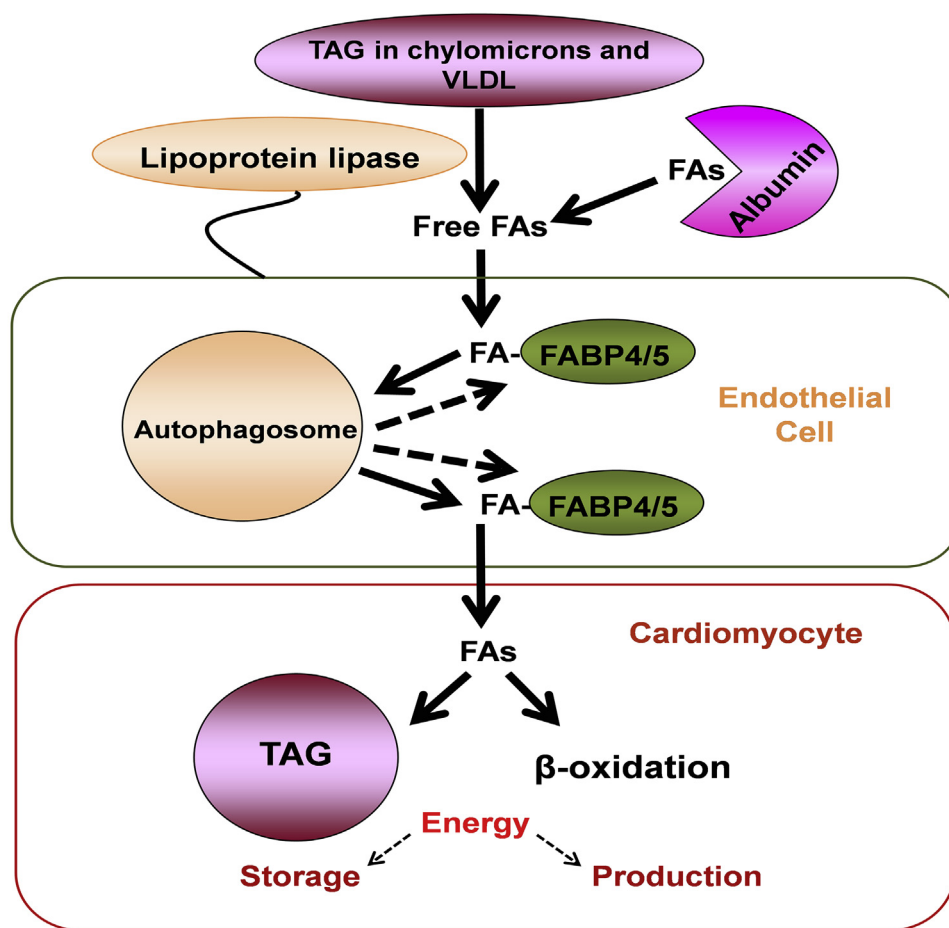 TAG in chylomicrons and
VLDL
Lipoprotein lipase
FAs
Albumin
Free FAs
FA-
FABP4/5
Autophagosome
Endothelial
Cell
FA-
FABP4/5
Cardiomyocyte
FAs
TAG
β-oxidation
Energy
Storage
Production